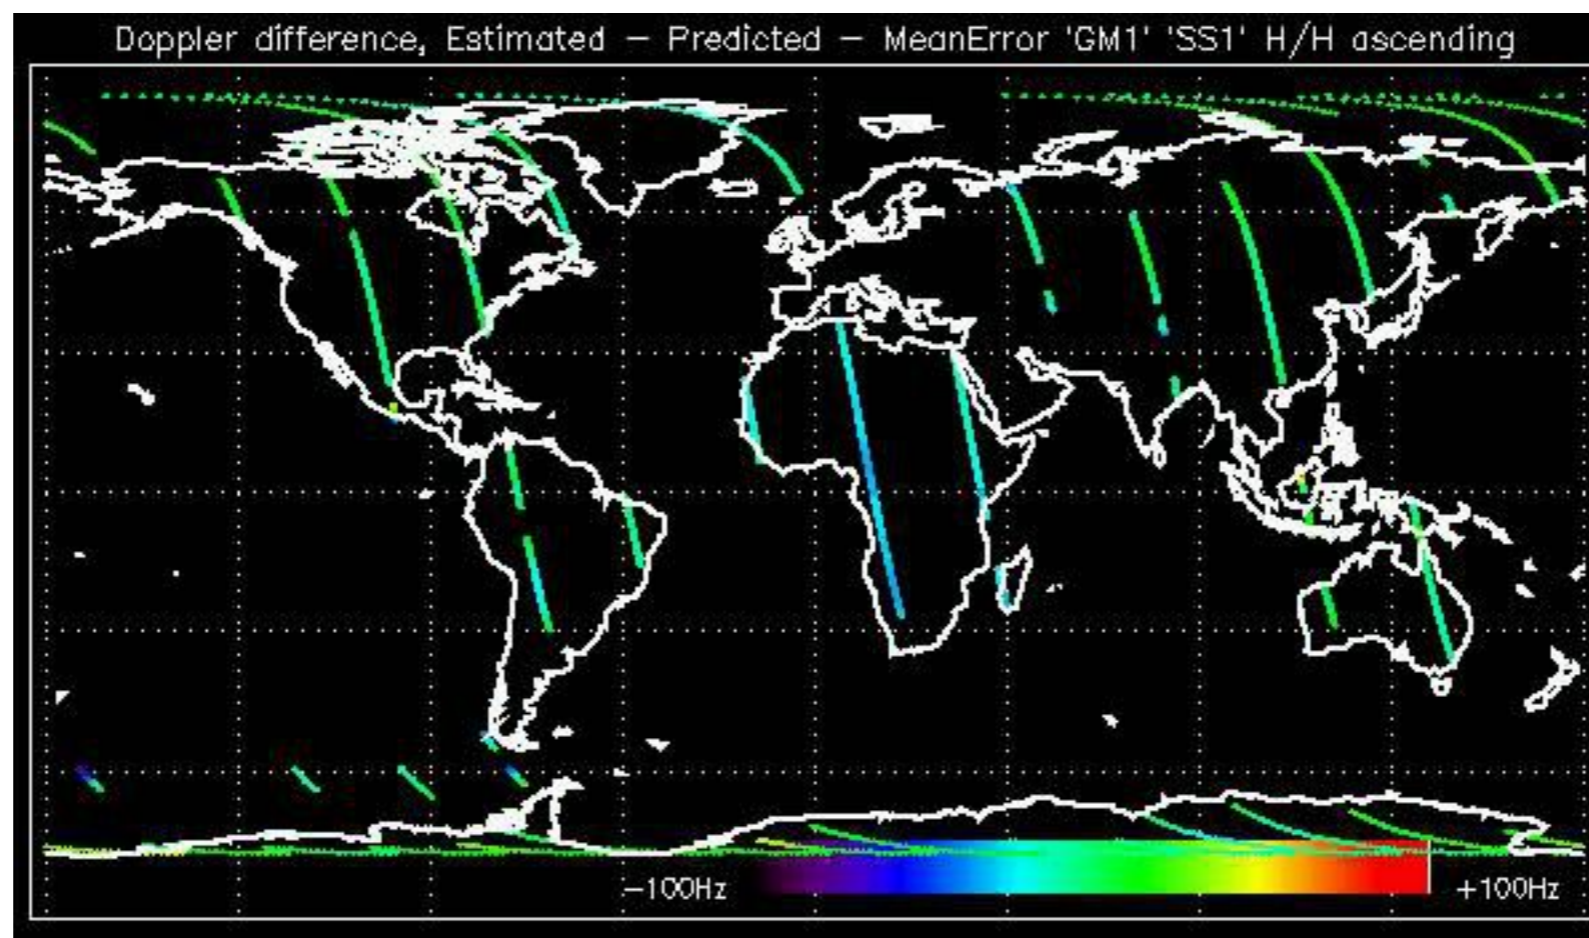 Doppler difference, Estimated – Predicted – MeanError 'GM1' 'SS1' H/H ascending
-100Hz
+100Hz